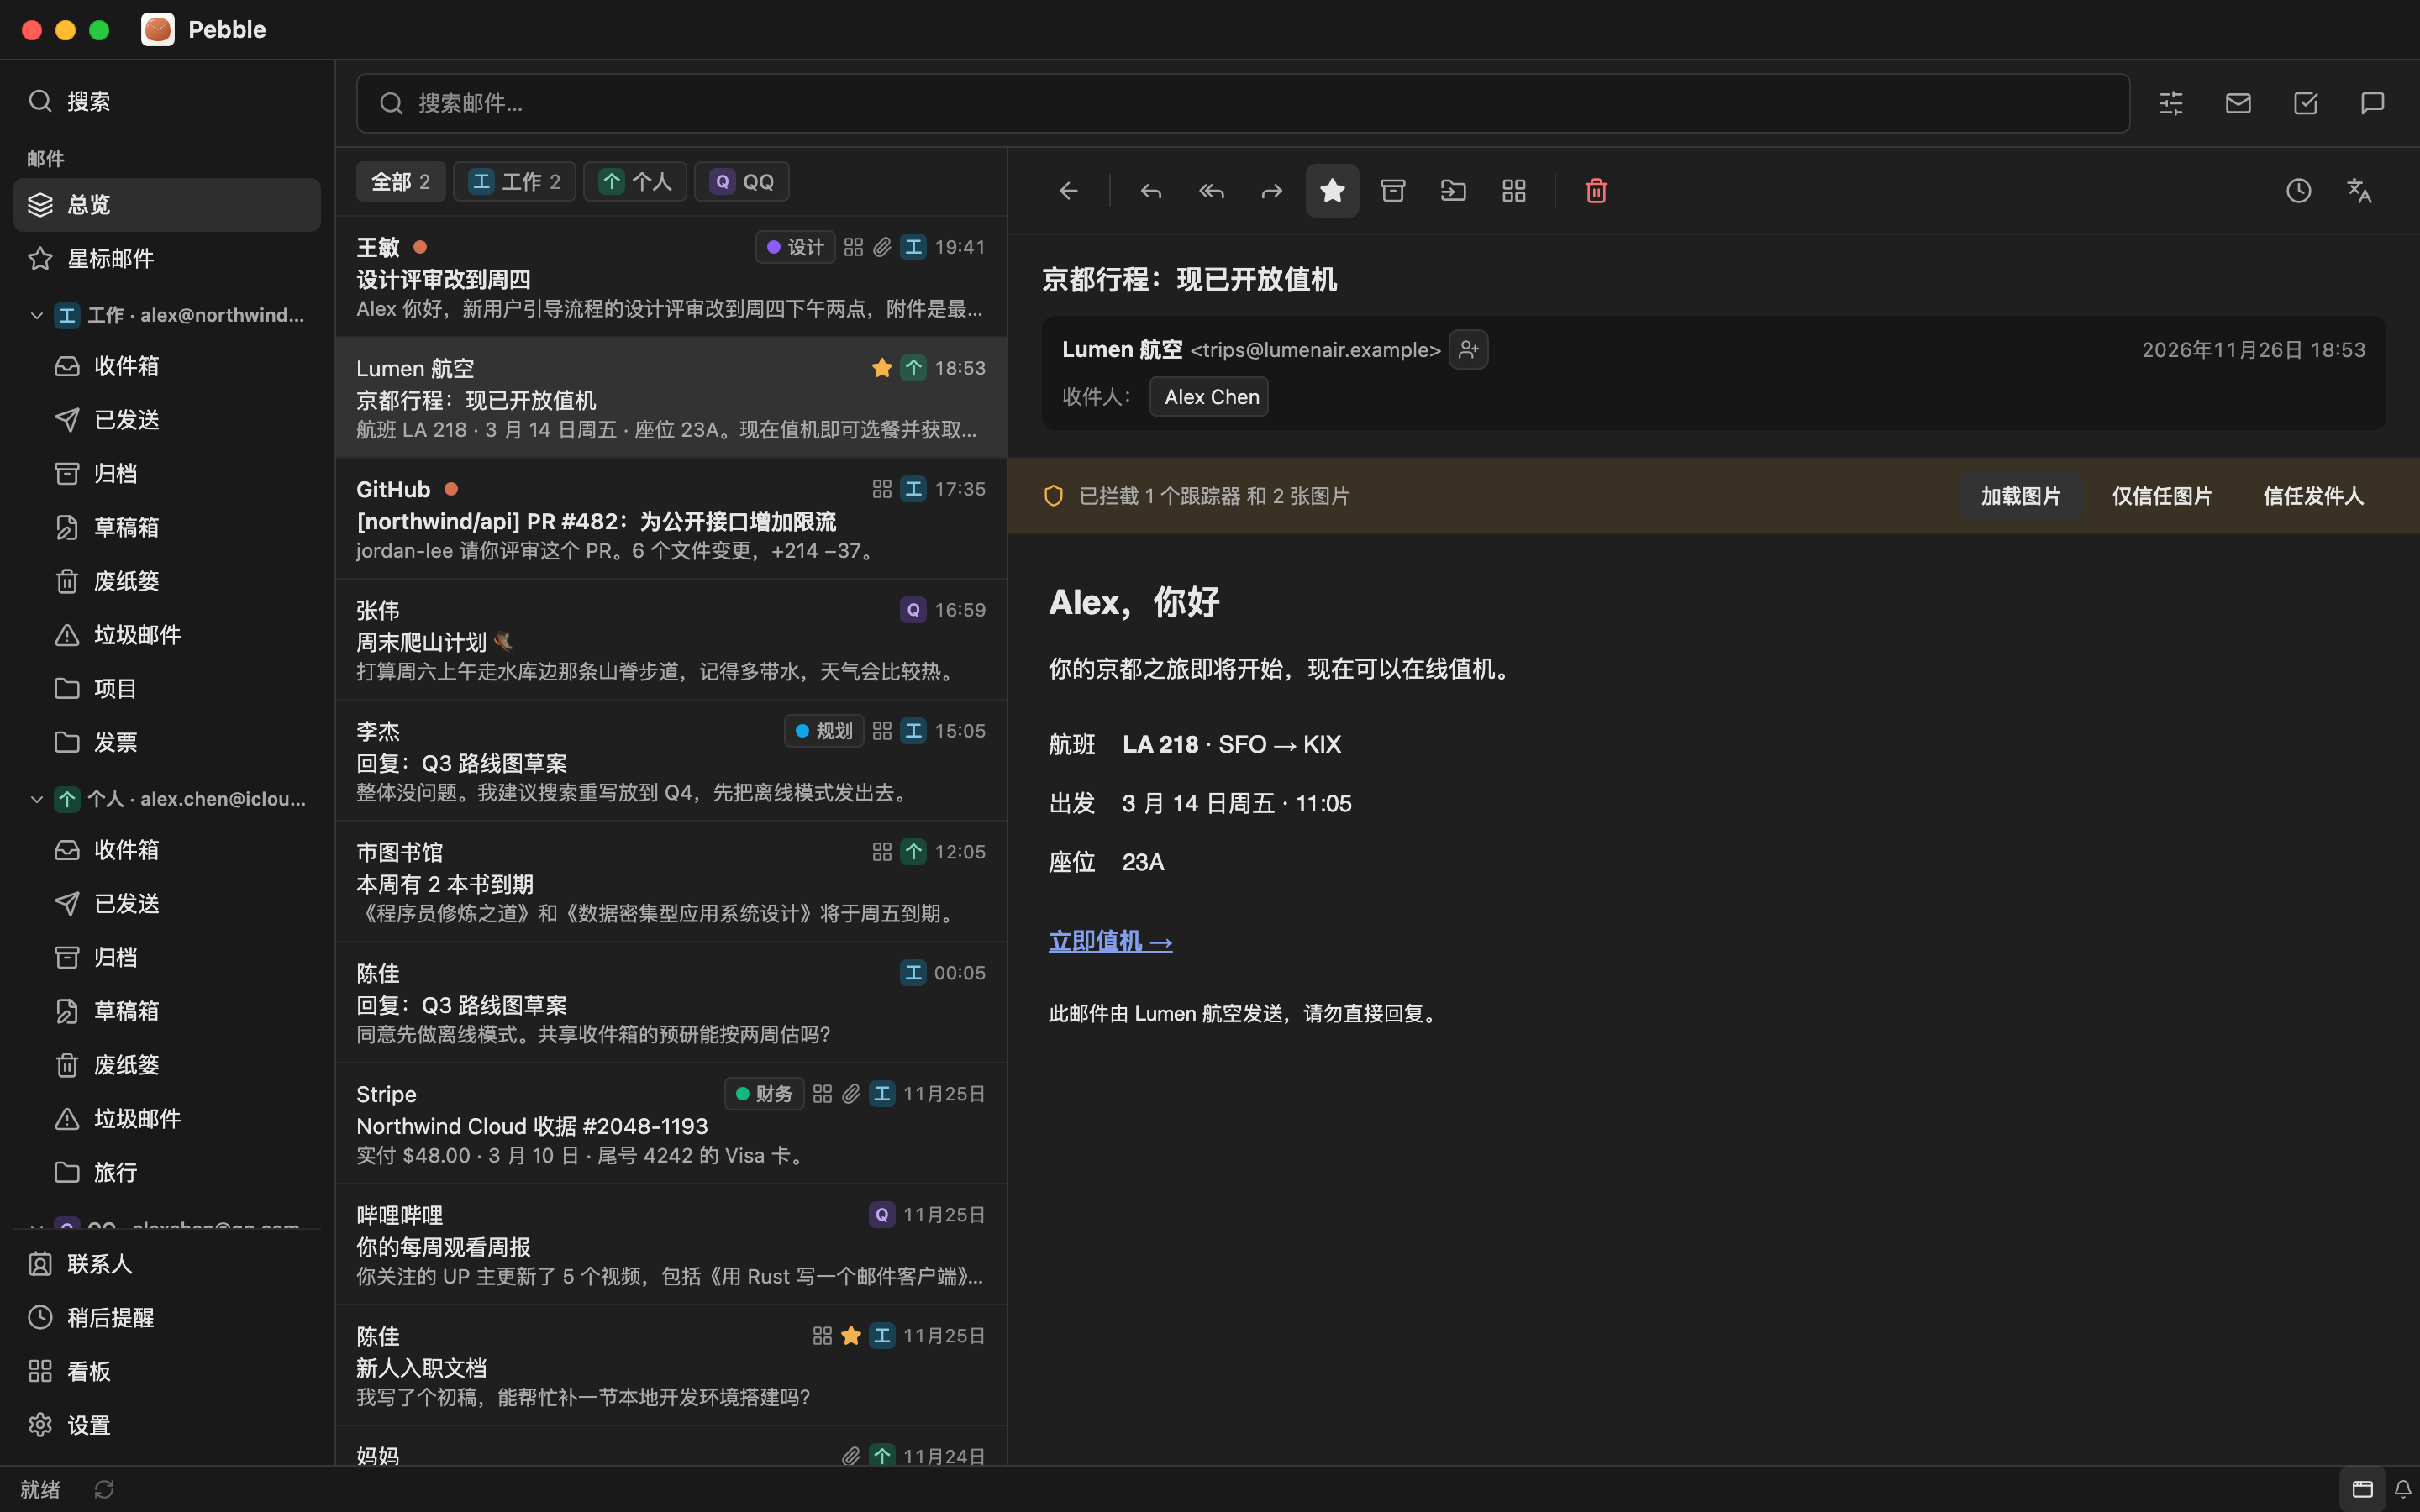 Pebble
搜索
邮件
总览
星标邮件
工 工作 · alex@northwind...
收件箱
已发送
归档
草稿箱
废纸篓
垃圾邮件
项目
发票
个 个人 · alex.chen@iclou...
收件箱
已发送
归档
草稿箱
废纸篓
垃圾邮件
旅行
Q QQ · alexchen@qq.com
联系人
稍后提醒
看板
设置
就绪
搜索邮件...
全部 2
工 工作 2
个 个人
Q QQ
王敏 设计 工 19:41
设计评审改到周四
Alex 你好，新用户引导流程的设计评审改到周四下午两点，附件是最...
Lumen 航空 个 18:53
京都行程：现已开放值机
航班 LA 218 · 3 月 14 日周五 · 座位 23A。现在值机即可选餐并获取...
GitHub 工 17:35
[northwind/api] PR #482：为公开接口增加限流
jordan-lee 请你评审这个 PR。6 个文件变更，+214 −37。
张伟 Q 16:59
周末爬山计划 🥾
打算周六上午走水库边那条山脊步道，记得多带水，天气会比较热。
李杰 规划 工 15:05
回复：Q3 路线图草案
整体没问题。我建议搜索重写放到 Q4，先把离线模式发出去。
市图书馆 个 12:05
本周有 2 本书到期
《程序员修炼之道》和《数据密集型应用系统设计》将于周五到期。
陈佳 工 00:05
回复：Q3 路线图草案
同意先做离线模式。共享收件箱的预研能按两周估吗?
Stripe 财务 工 11月25日
Northwind Cloud 收据 #2048-1193
实付 $48.00 · 3 月 10 日 · 尾号 4242 的 Visa 卡。
哔哩哔哩 Q 11月25日
你的每周观看周报
你关注的 UP 主更新了 5 个视频，包括《用 Rust 写一个邮件客户端》...
陈佳 工 11月25日
新人入职文档
我写了个初稿，能帮忙补一节本地开发环境搭建吗?
妈妈 个 11月24日
京都行程：现已开放值机
Lumen 航空 <trips@lumenair.example> 2026年11月26日 18:53
收件人： Alex Chen
已拦截 1 个跟踪器 和 2 张图片 加载图片 仅信任图片 信任发件人
Alex，你好
你的京都之旅即将开始，现在可以在线值机。
航班 LA 218 · SFO → KIX
出发 3 月 14 日周五 · 11:05
座位 23A
立即值机 →
此邮件由 Lumen 航空发送，请勿直接回复。